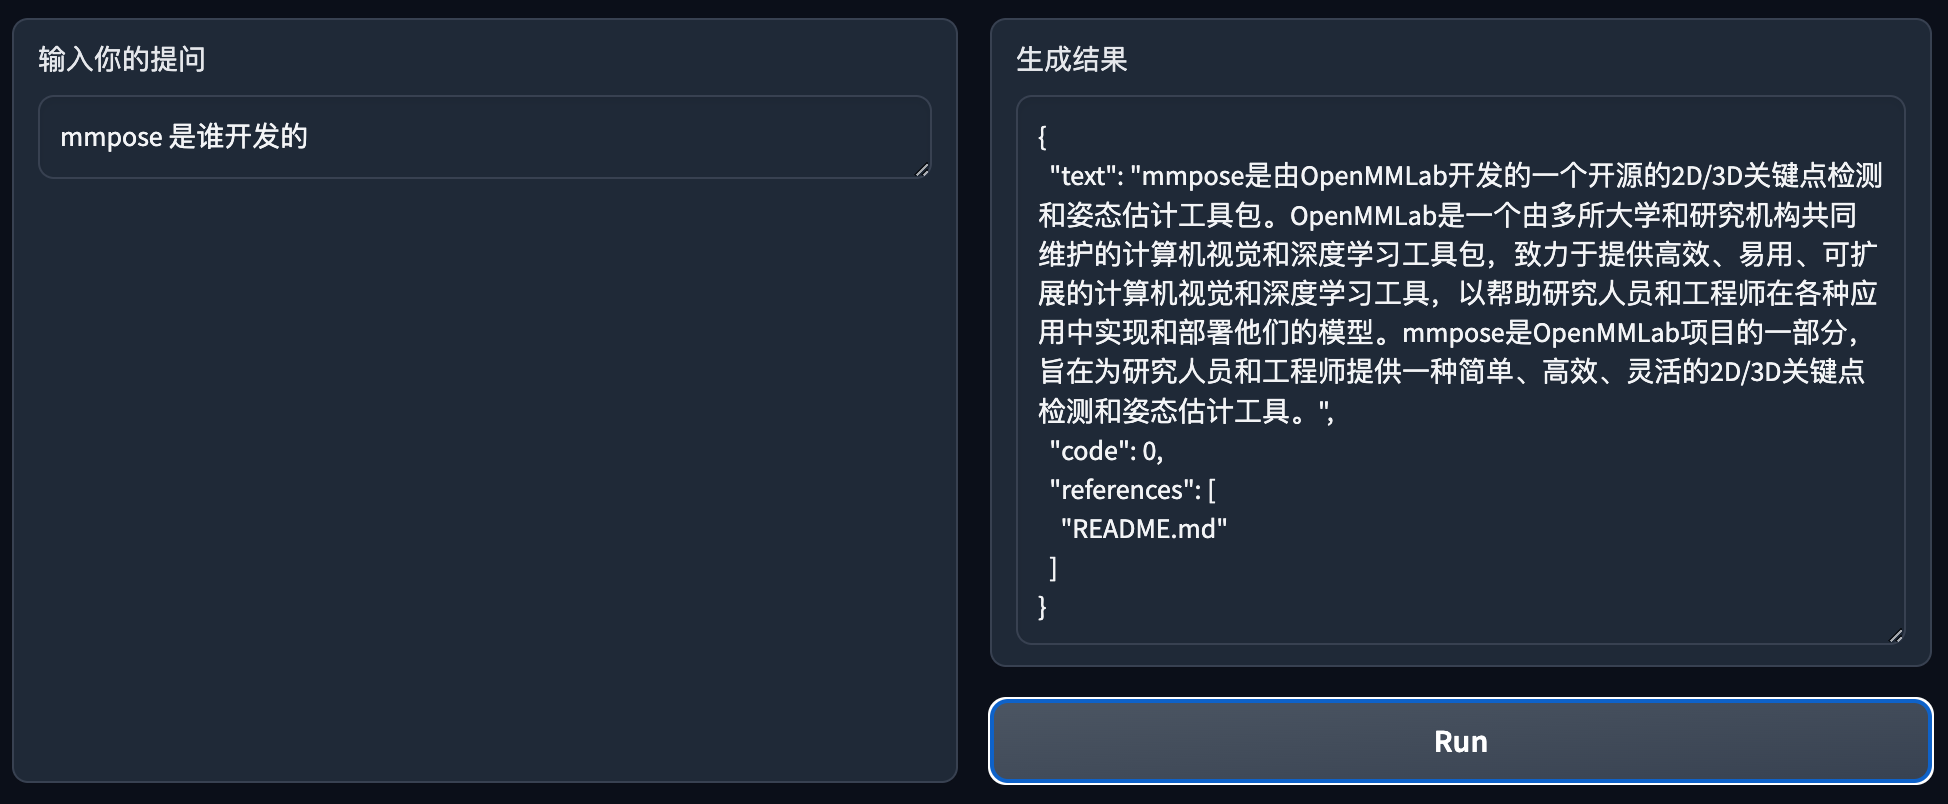 输入你的提问
mmpose 是谁开发的
生成结果
{
"text": "mmpose是由OpenMMLab开发的一个开源的2D/3D关键点检测
和姿态估计工具包。OpenMMLab是一个由多所大学和研究机构共同
维护的计算机视觉和深度学习工具包，致力于提供高效、易用、可扩
展的计算机视觉和深度学习工具，以帮助研究人员和工程师在各种应
用中实现和部署他们的模型。mmpose是OpenMMLab项目的一部分，
旨在为研究人员和工程师提供一种简单、高效、灵活的2D/3D关键点
检测和姿态估计工具。",
"code": 0,
"references": [
"README.md"
]
}
Run